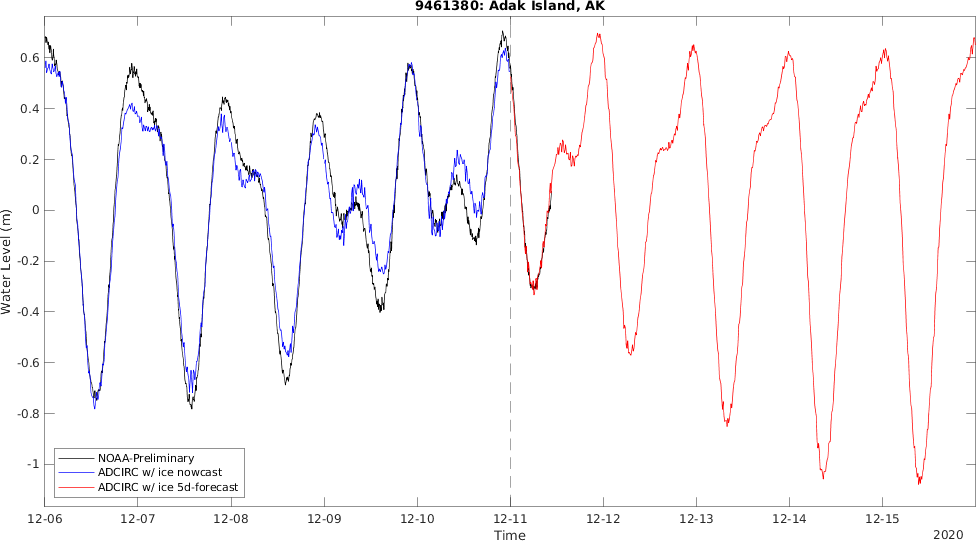 9461380: Adak Island, AK
Water Level (m)
0.6
0.4
0.2
0
-0.2
-0.4
-0.6
-0.8
-1
NOAA-Preliminary
ADCIRC w/ ice nowcast
ADCIRC w/ ice 5d-forecast
12-06 12-07 12-08 12-09 12-10 12-11 12-12 12-13 12-14 12-15
Time
2020